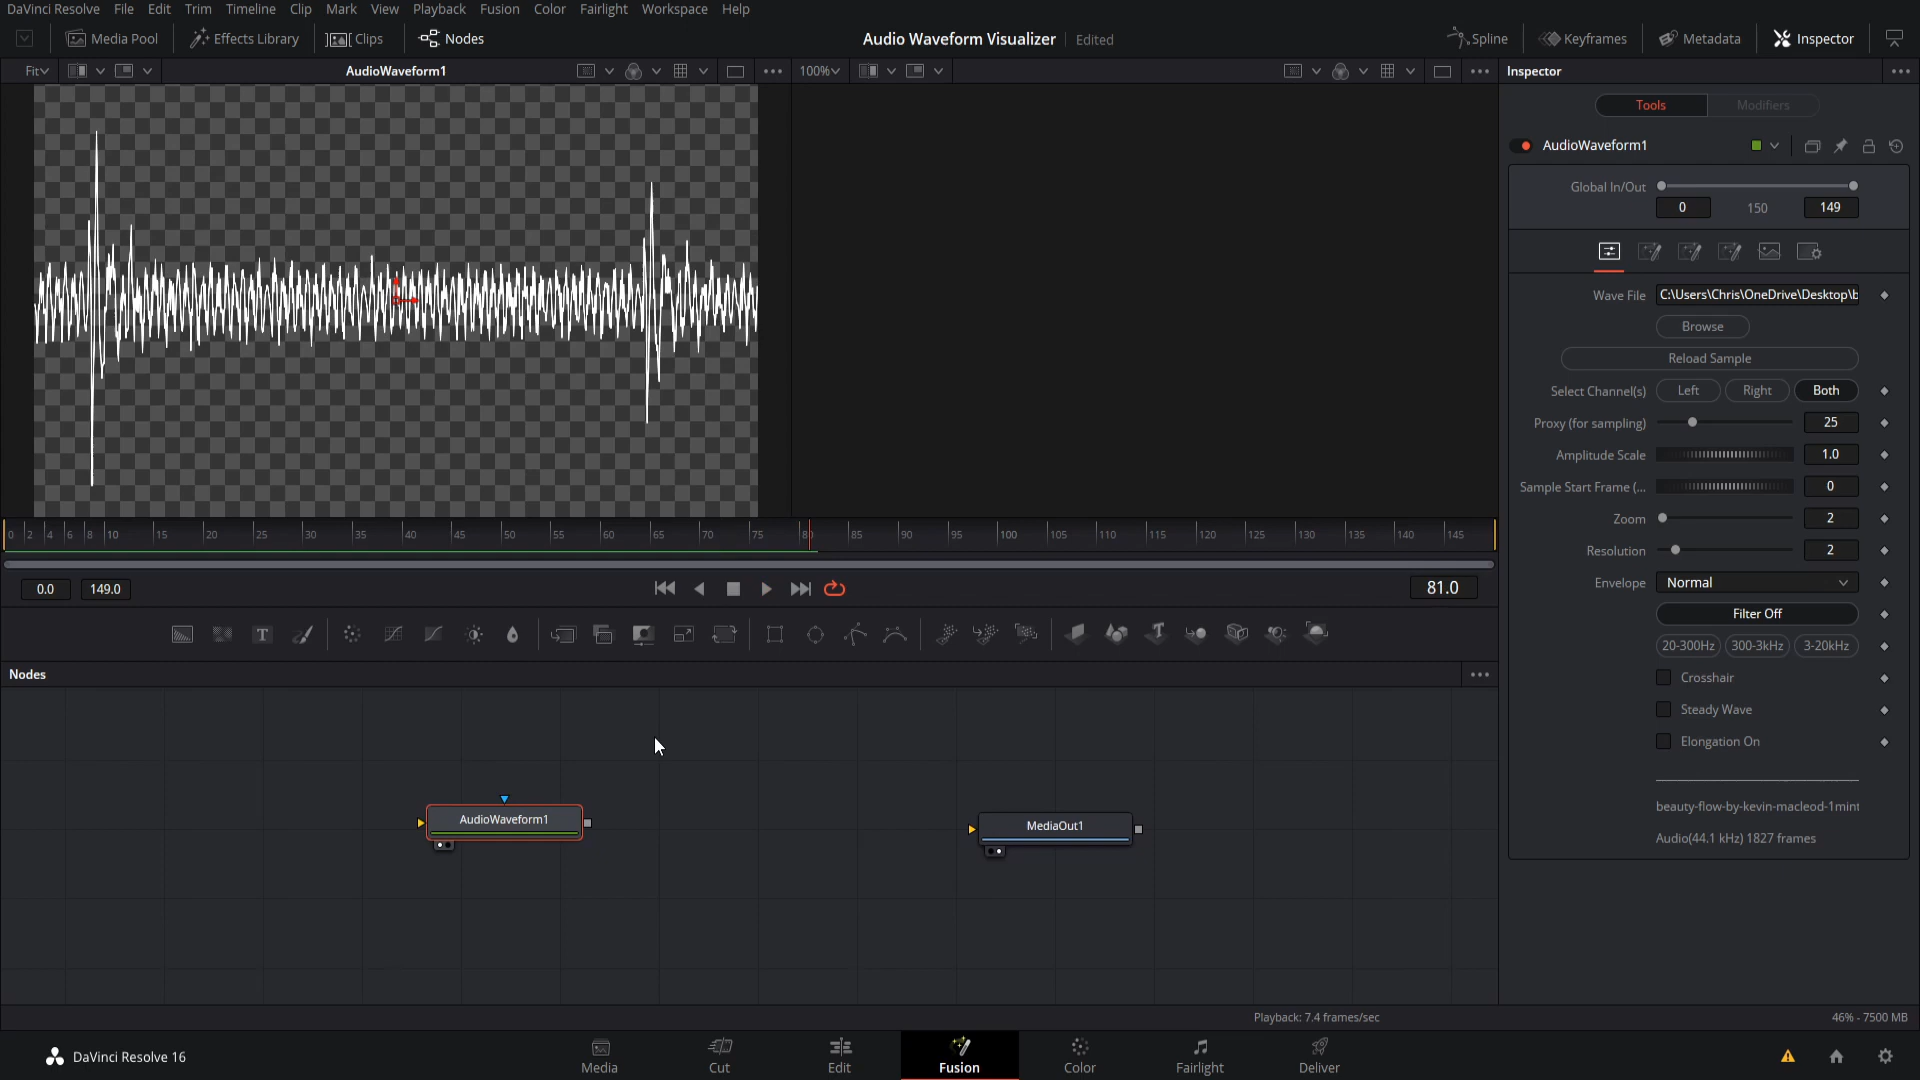 DaVinci Resolve File Edit Trim Timeline Clip Mark View Playback Fusion Color Fairlight Workspace Help
Media Pool Effects Library Clips Nodes Audio Waveform Visualizer Edited Spline Keyframes Metadata Inspector
Fit AudioWaveform1 100% Inspector
Tools Modifiers
AudioWaveform1
Global In/Out
0 150 149
Wave File C:\Users\Chris\OneDrive\Desktop\b
Browse
Reload Sample
Select Channel(s) Left Right Both
Proxy (for sampling) 25
Amplitude Scale 1.0
Sample Start Frame (... 0
Zoom 2
Resolution 2
Envelope Normal
Filter Off
20-300Hz 300-3kHz 3-20kHz
Crosshair
Steady Wave
Elongation On
beauty-flow-by-kevin-macleod-1mint
Audio(44.1 kHz) 1827 frames
0 2 4 6 8 10 15 20 25 30 35 40 45 50 55 60 65 70 75 80 85 90 95 100 105 110 115 120 125 130 135 140 145
0.0 149.0 81.0
T
Nodes
AudioWaveform1
MediaOut1
Playback: 7.4 frames/sec 46% - 7500 MB
DaVinci Resolve 16 Media Cut Edit Fusion Color Fairlight Deliver